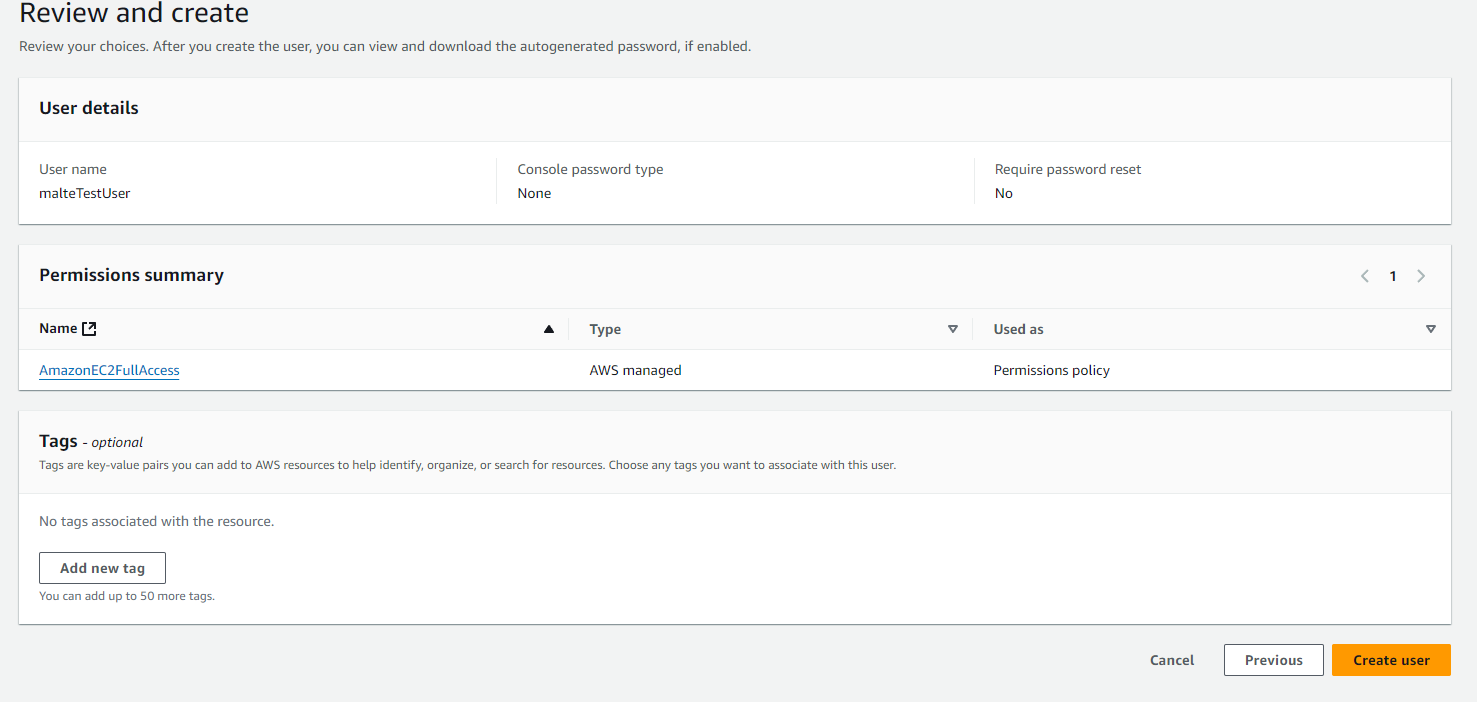 Review and create
Review your choices. After you create the user, you can view and download the autogenerated password, if enabled.
User details
User name
Console password type
Require password reset
malteTestUser
None
No
Permissions summary
1
Name
Type
Used as
AmazonEC2FullAccess
AWS managed
Permissions policy
Tags - optional
Tags are key-value pairs you can add to AWS resources to help identify, organize, or search for resources. Choose any tags you want to associate with this user.
No tags associated with the resource.
Add new tag
You can add up to 50 more tags.
Cancel
Previous
Create user